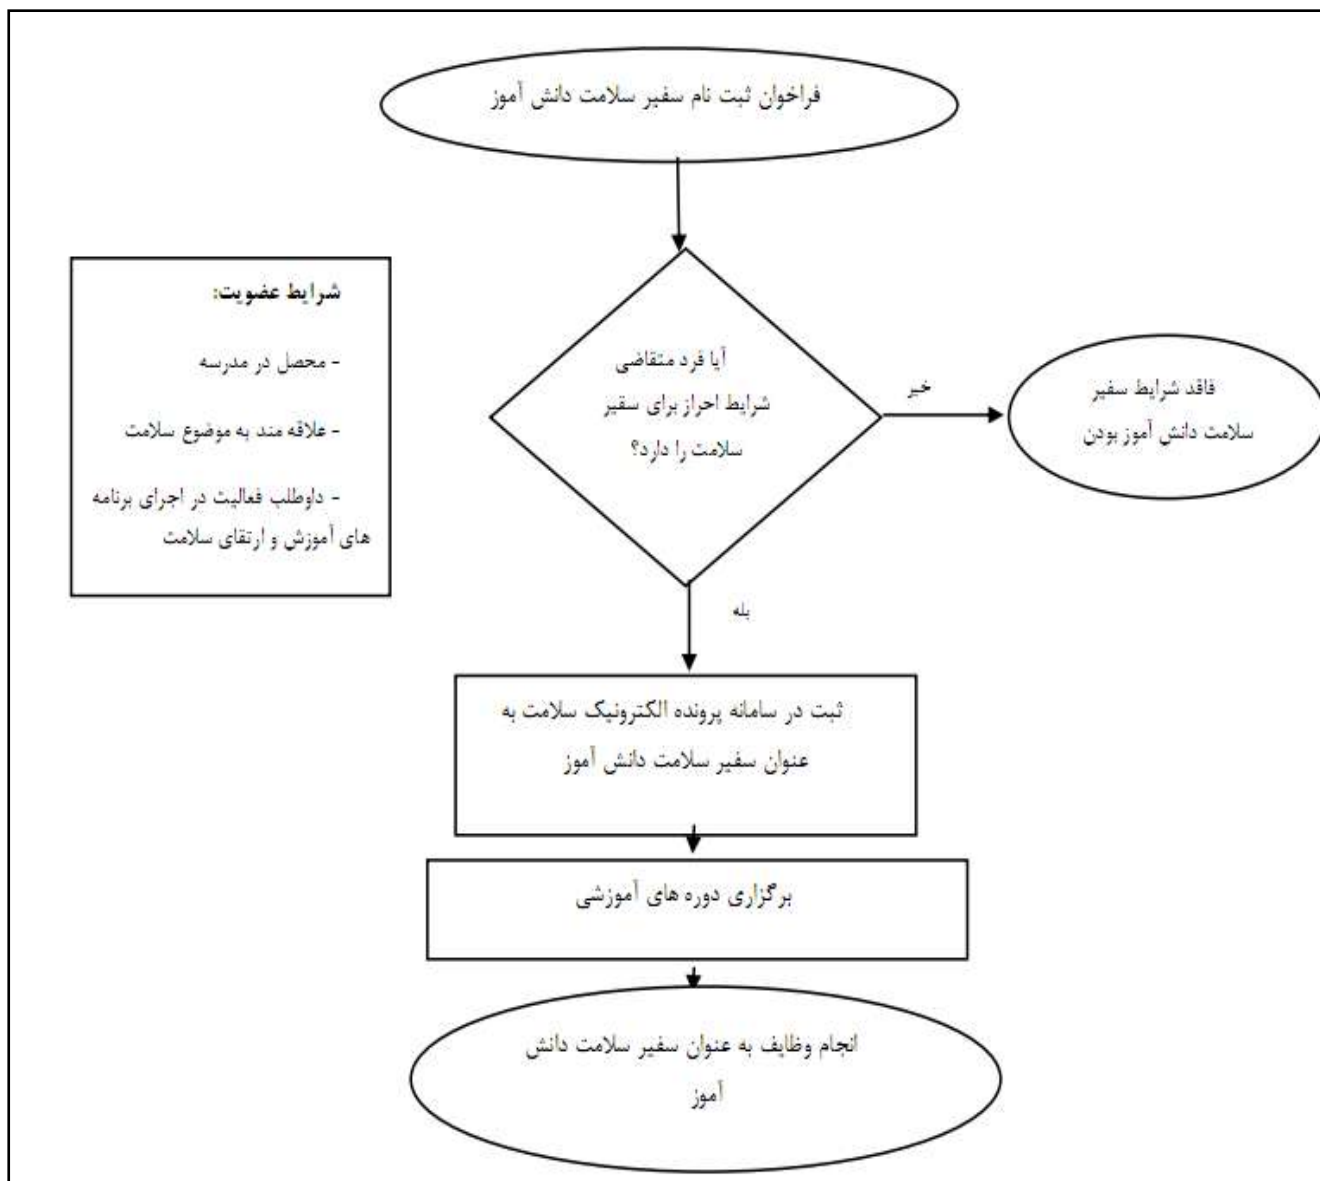 فراخوان ثبت نام سفیر سلامت دانش آموز
شرایط عضویت:
- محصل در مدرسه
- علاقه مند به موضوع سلامت
- داوطلب فعالیت در اجرای برنامه
های آموزش و ارتقای سلامت
آیا فرد متقاضی
شرایط احراز برای سفیر
سلامت را دارد؟
خیر
فاقد شرایط سفیر
سلامت دانش آموز بودن
بله
ثبت در سامانه پرونده الکترونیک سلامت به
عنوان سفیر سلامت دانش آموز
برگزاری دوره های آموزشی
انجام وظایف به عنوان سفیر سلامت دانش
آموز